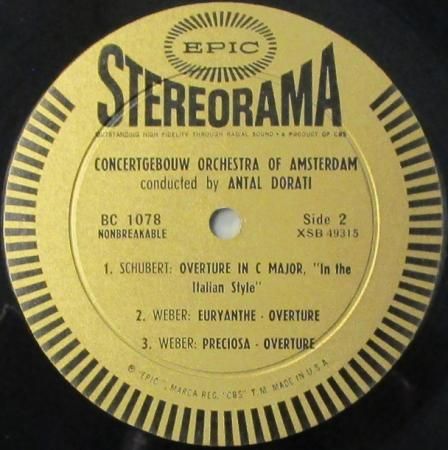 EPIC
STEREORAMA
OUTSTANDING HIGH FIDELITY THROUGH RADIAL SOUND • A PRODUCT OF CBS
CONCERTGEBOUW ORCHESTRA OF AMSTERDAM
conducted by ANTAL DORATI
BC 1078
NONBREAKABLE
Side 2
XSB 49315
1. SCHUBERT: OVERTURE IN C MAJOR, "In the
Italian Style"
2. WEBER: EURYANTHE - OVERTURE
3. WEBER: PRECIOSA - OVERTURE
® "EPIC", MARCA REG. "CBS" T.M. MADE IN U.S.A.